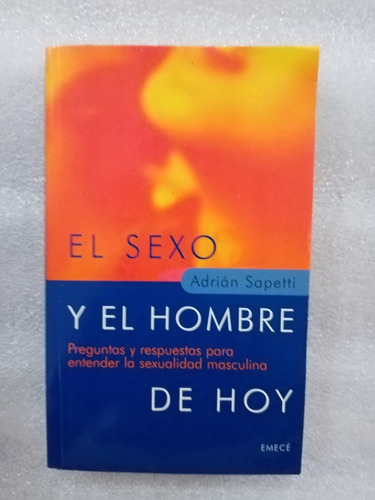 EL SEXO
Adrián Sapetti
Y EL HOMBRE
Preguntas y respuestas para
entender la sexualidad masculina
DE HOY
EMECÉ